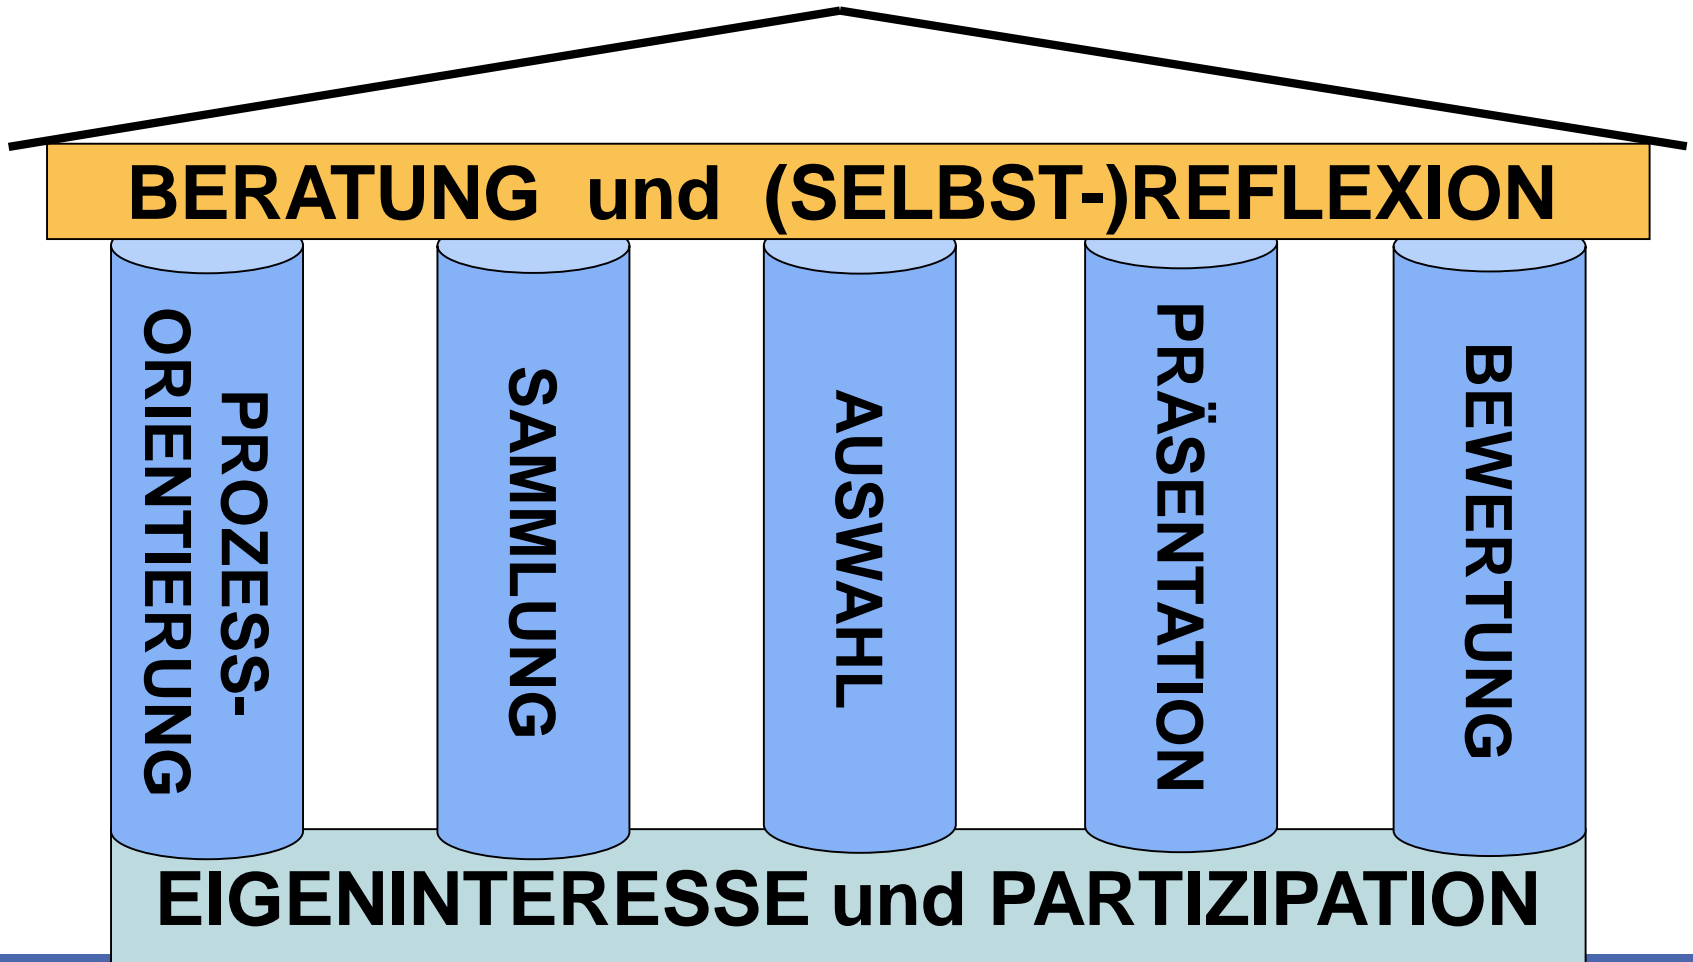 BERATUNG und (SELBST-)REFLEXION
PROZESS-
ORIENTIERUNG
SAMMLUNG
AUSWAHL
PRÄSENTATION
BEWERTUNG
EIGENINTERESSE und PARTIZIPATION